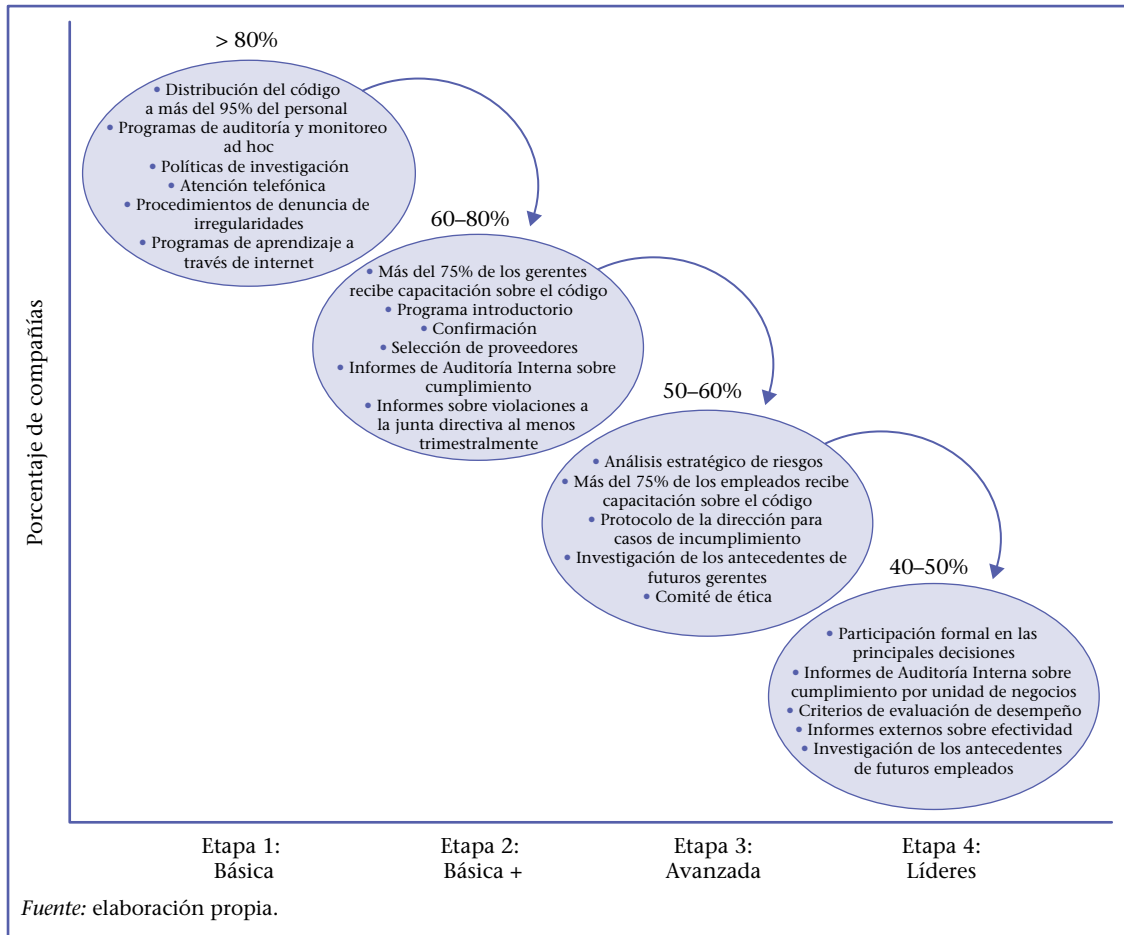 Porcentaje de compañías
> 80%
• Distribución del código
a más del 95% del personal
• Programas de auditoría y monitoreo
ad hoc
• Políticas de investigación
• Atención telefónica
• Procedimientos de denuncia de
irregularidades
• Programas de aprendizaje a
través de internet
60–80%
• Más del 75% de los gerentes
recibe capacitación sobre el código
• Programa introductorio
• Confirmación
• Selección de proveedores
• Informes de Auditoría Interna sobre
cumplimiento
• Informes sobre violaciones a
la junta directiva al menos
trimestralmente
50–60%
• Análisis estratégico de riesgos
• Más del 75% de los empleados recibe
capacitación sobre el código
• Protocolo de la dirección para
casos de incumplimiento
• Investigación de los antecedentes de
futuros gerentes
• Comité de ética
40–50%
• Participación formal en las
principales decisiones
• Informes de Auditoría Interna sobre
cumplimiento por unidad de negocios
• Criterios de evaluación de desempeño
• Informes externos sobre efectividad
• Investigación de los antecedentes
de futuros empleados
Etapa 1:
Básica
Etapa 2:
Básica +
Etapa 3:
Avanzada
Etapa 4:
Líderes
Fuente: elaboración propia.